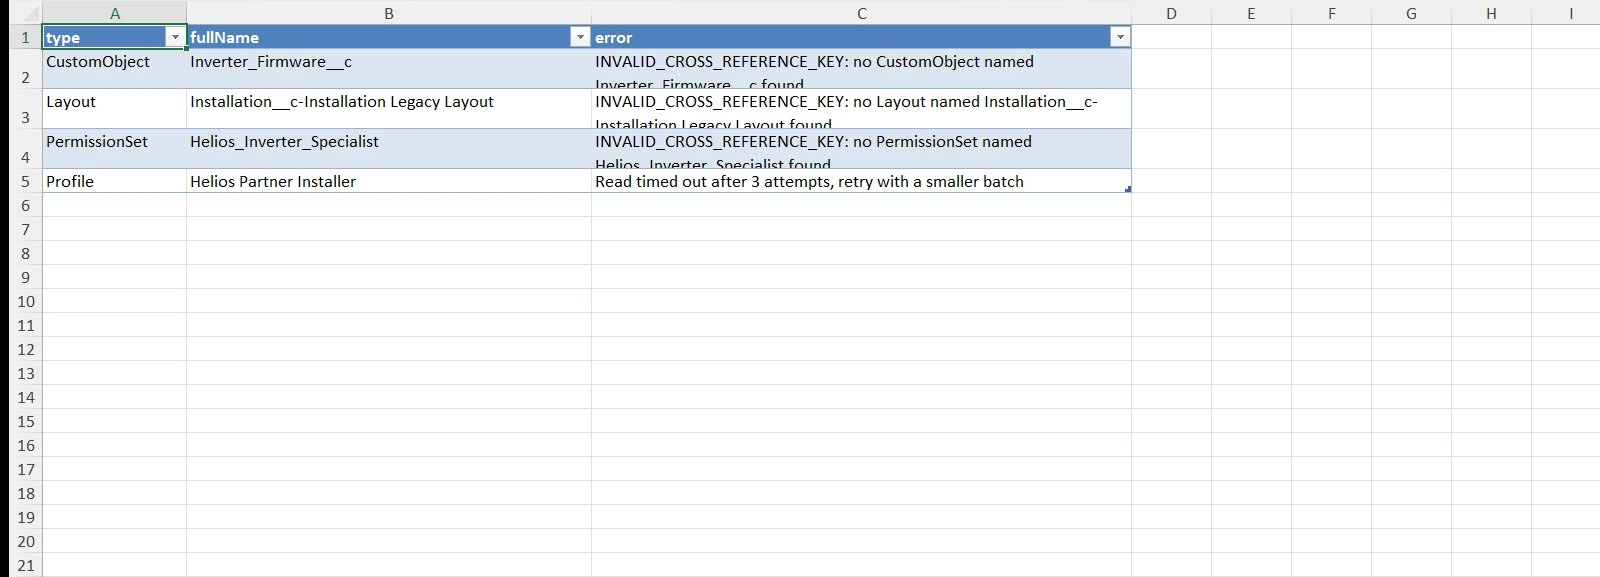 A B C D E F G H I
1 type fullName error
2 CustomObject Inverter_Firmware__c INVALID_CROSS_REFERENCE_KEY: no CustomObject named
Inverter_Firmware__c found
3 Layout Installation__c-Installation Legacy Layout INVALID_CROSS_REFERENCE_KEY: no Layout named Installation__c-
Installation Legacy Layout found
4 PermissionSet Helios_Inverter_Specialist INVALID_CROSS_REFERENCE_KEY: no PermissionSet named
Helios_Inverter_Specialist found
5 Profile Helios Partner Installer Read timed out after 3 attempts, retry with a smaller batch
6
7
8
9
10
11
12
13
14
15
16
17
18
19
20
21